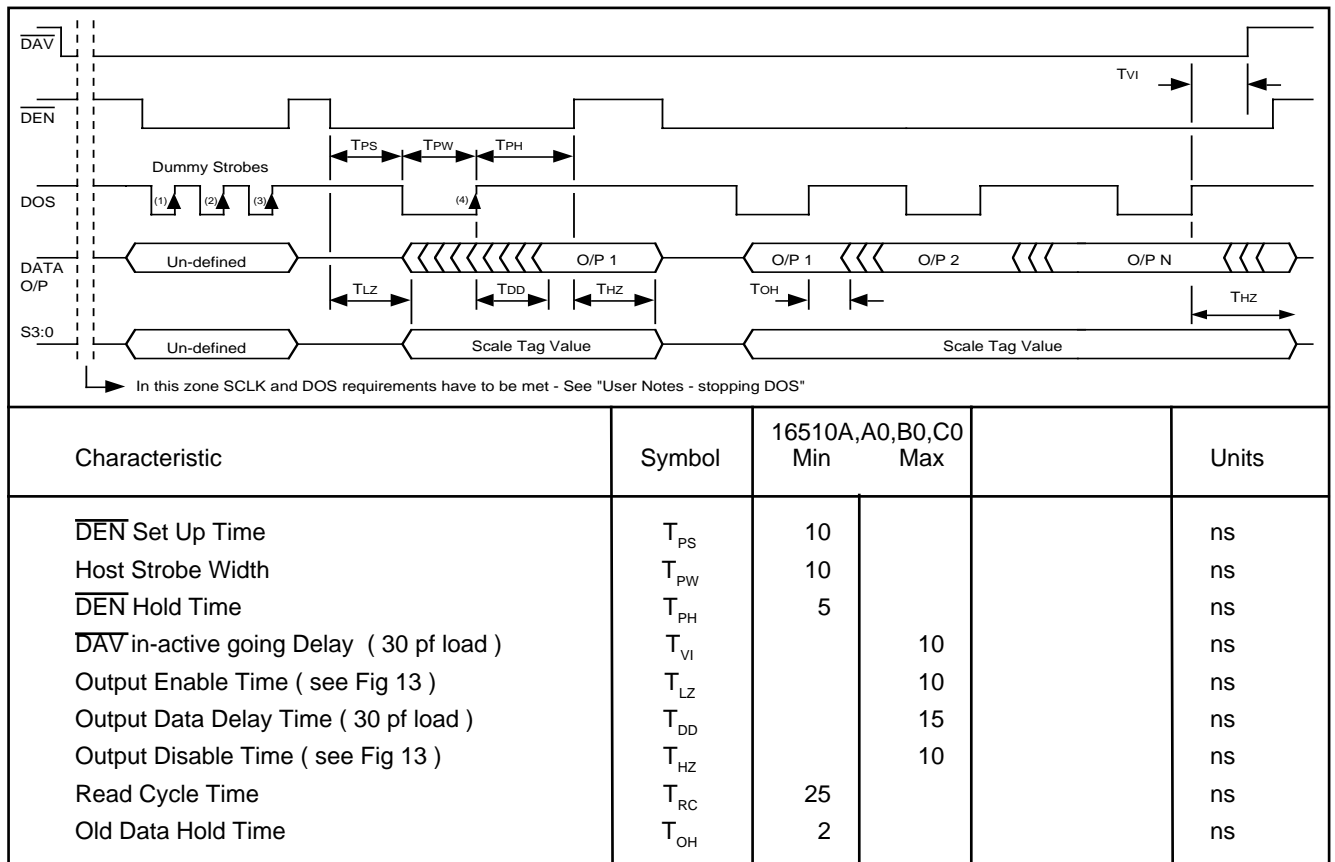 DAV
TVI
DEN
TPS TPW TPH
Dummy Strobes
DOS (1) (2) (3) (4)
DATA O/P Un-defined O/P 1 O/P 1 O/P 2 O/P N
TLZ TDD THZ TOH THZ
S3:0 Un-defined Scale Tag Value Scale Tag Value
In this zone SCLK and DOS requirements have to be met - See "User Notes - stopping DOS"
Characteristic Symbol 16510A,A0,B0,C0 Min Max Units
DEN Set Up Time TPS 10 ns
Host Strobe Width TPW 10 ns
DEN Hold Time TPH 5 ns
DAV in-active going Delay ( 30 pf load ) TVI 10 ns
Output Enable Time ( see Fig 13 ) TLZ 10 ns
Output Data Delay Time ( 30 pf load ) TDD 15 ns
Output Disable Time ( see Fig 13 ) THZ 10 ns
Read Cycle Time TRC 25 ns
Old Data Hold Time TOH 2 ns